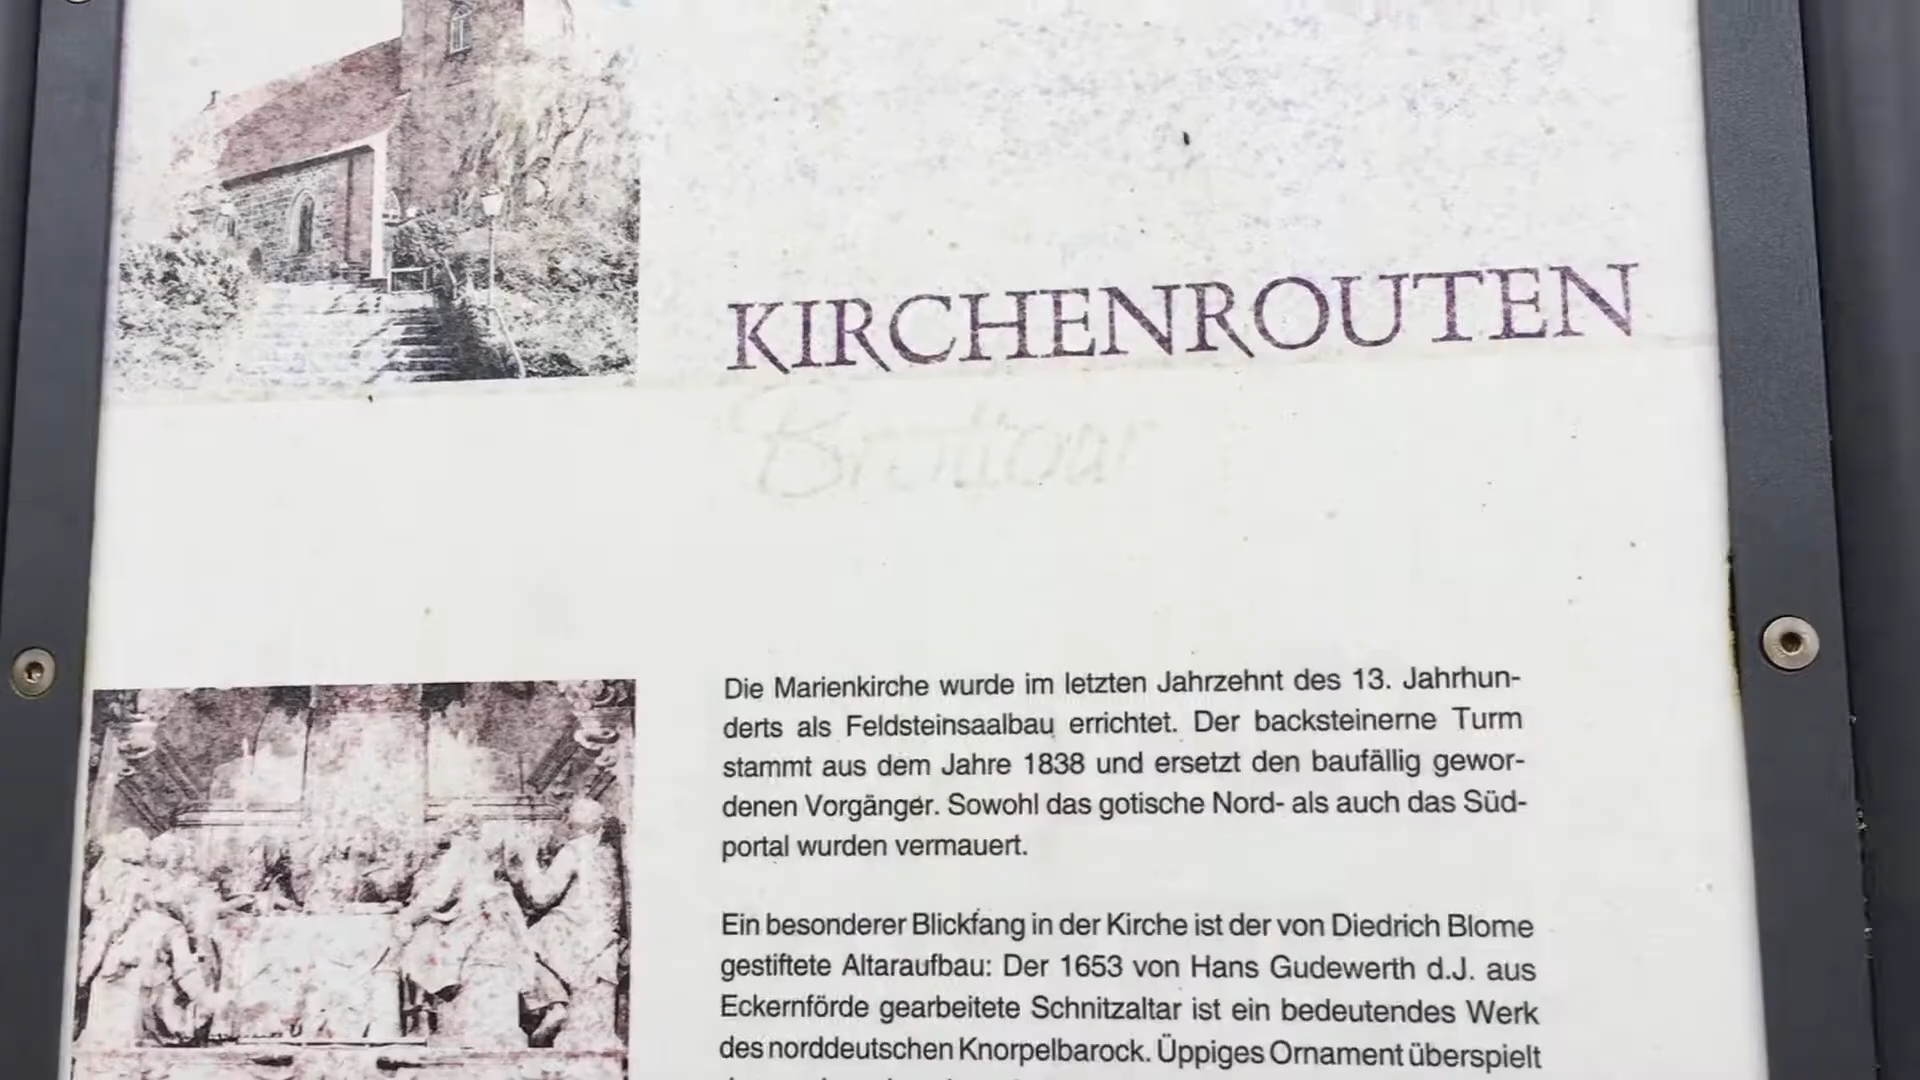 KIRCHENROUTEN
Die Marienkirche wurde im letzten Jahrzehnt des 13. Jahrhun-
derts als Feldsteinsaalbau errichtet. Der backsteinerne Turm
stammt aus dem Jahre 1838 und ersetzt den baufällig gewor-
denen Vorgänger. Sowohl das gotische Nord- als auch das Süd-
portal wurden vermauert.
Ein besonderer Blickfang in der Kirche ist der von Diedrich Blome
gestiftete Altaraufbau: Der 1653 von Hans Gudewerth d.J. aus
Eckernförde gearbeitete Schnitzaltar ist ein bedeutendes Werk
des norddeutschen Knorpelbarock. Üppiges Ornament überspielt